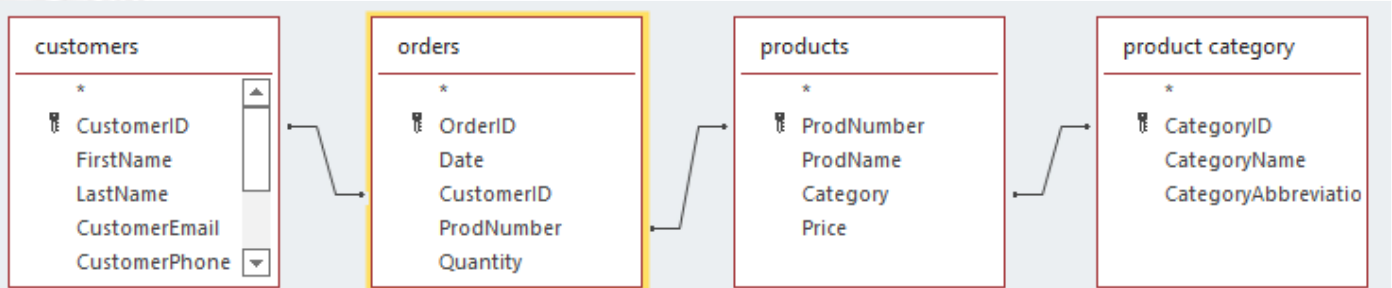 customers
*
CustomerID
FirstName
LastName
CustomerEmail
CustomerPhone
orders
*
OrderID
Date
CustomerID
ProdNumber
Quantity
products
*
ProdNumber
ProdName
Category
Price
product category
*
CategoryID
CategoryName
CategoryAbbreviatio